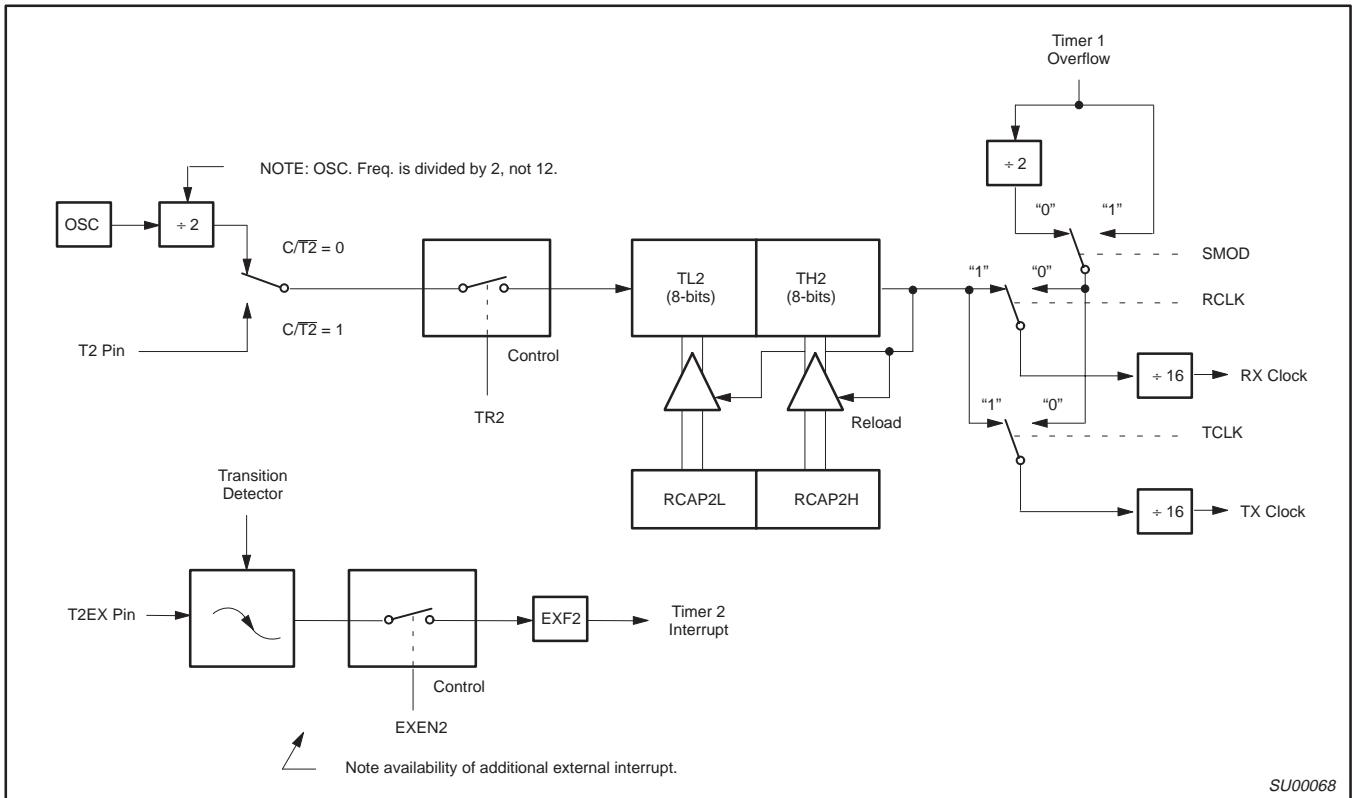 Timer 1
Overflow
÷ 2
NOTE: OSC. Freq. is divided by 2, not 12.
“0”
“1”
OSC
÷ 2
C/T2̅ = 0
SMOD
TL2
(8-bits)
TH2
(8-bits)
“1”
“0”
RCLK
C/T2̅ = 1
T2 Pin
Control
÷ 16
RX Clock
TR2
Reload
“1”
“0”
TCLK
Transition
Detector
RCAP2L
RCAP2H
÷ 16
TX Clock
T2EX Pin
EXF2
Timer 2
Interrupt
Control
EXEN2
Note availability of additional external interrupt.
SU00068